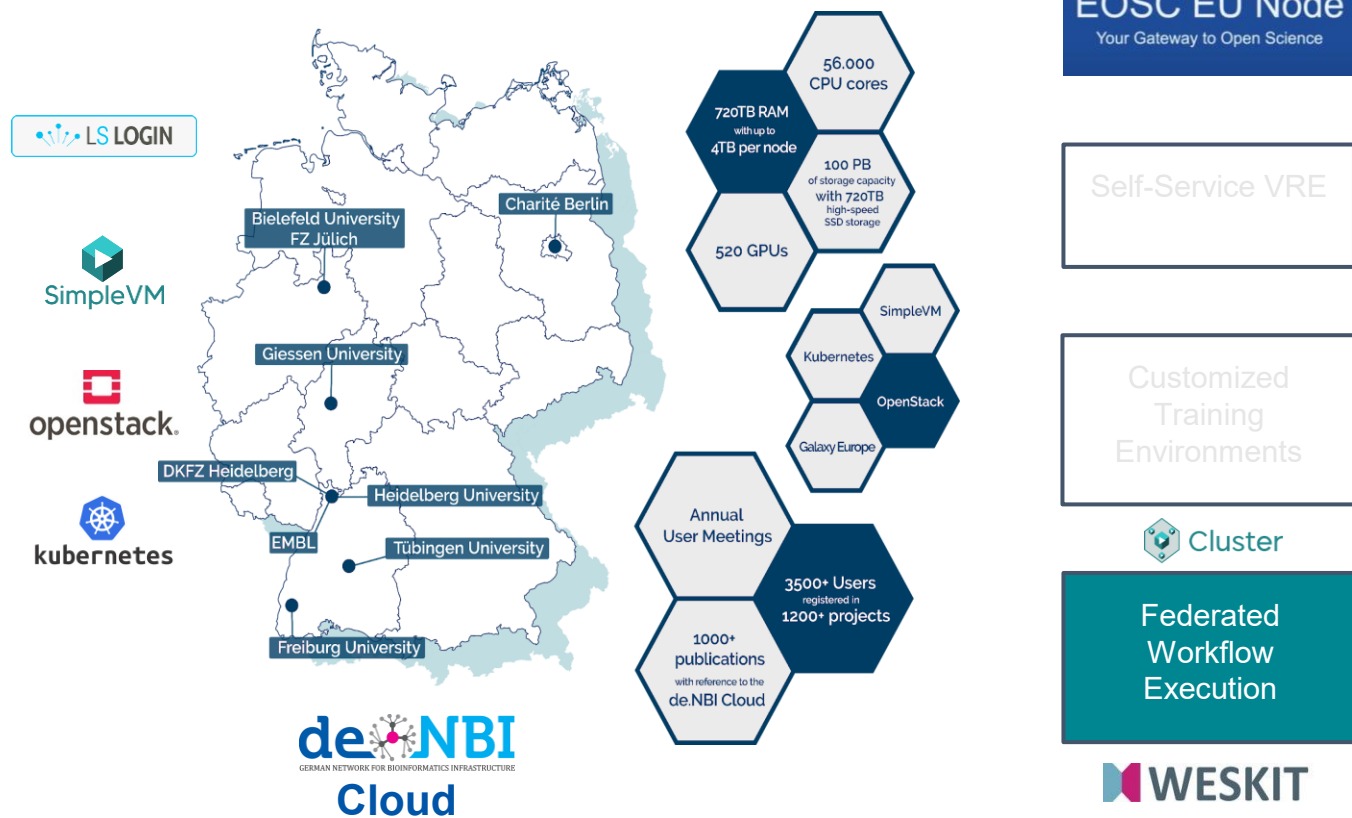 LS LOGIN
SimpleVM
openstack.
kubernetes
Bielefeld University
FZ Jülich
Charité Berlin
Giessen University
DKFZ Heidelberg
Heidelberg University
EMBL
Tübingen University
Freiburg University
de NBI
GERMAN NETWORK FOR BIOINFORMATICS INFRASTRUCTURE
Cloud
56.000
CPU cores
720TB RAM
with up to
4TB per node
100 PB
of storage capacity
with 720TB
high-speed
SSD storage
520 GPUs
SimpleVM
Kubernetes
OpenStack
Galaxy Europe
Annual
User Meetings
3500+ Users
registered in
1200+ projects
1000+
publications
with reference to the
de.NBI Cloud
EOSC EU Node
Your Gateway to Open Science
Self-Service VRE
Customized
Training
Environments
Cluster
Federated
Workflow
Execution
WESKIT